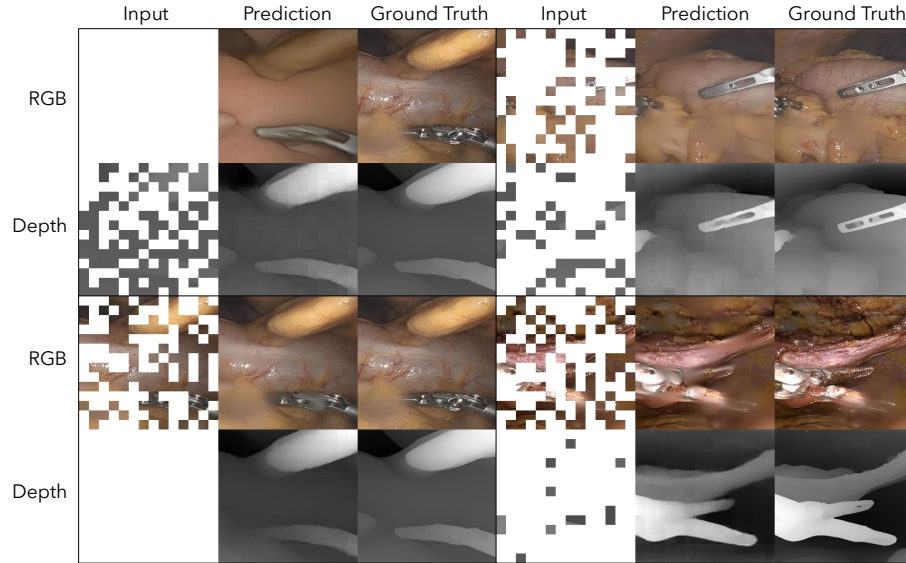 Input Prediction Ground Truth Input Prediction Ground Truth
RGB
Depth
RGB
Depth